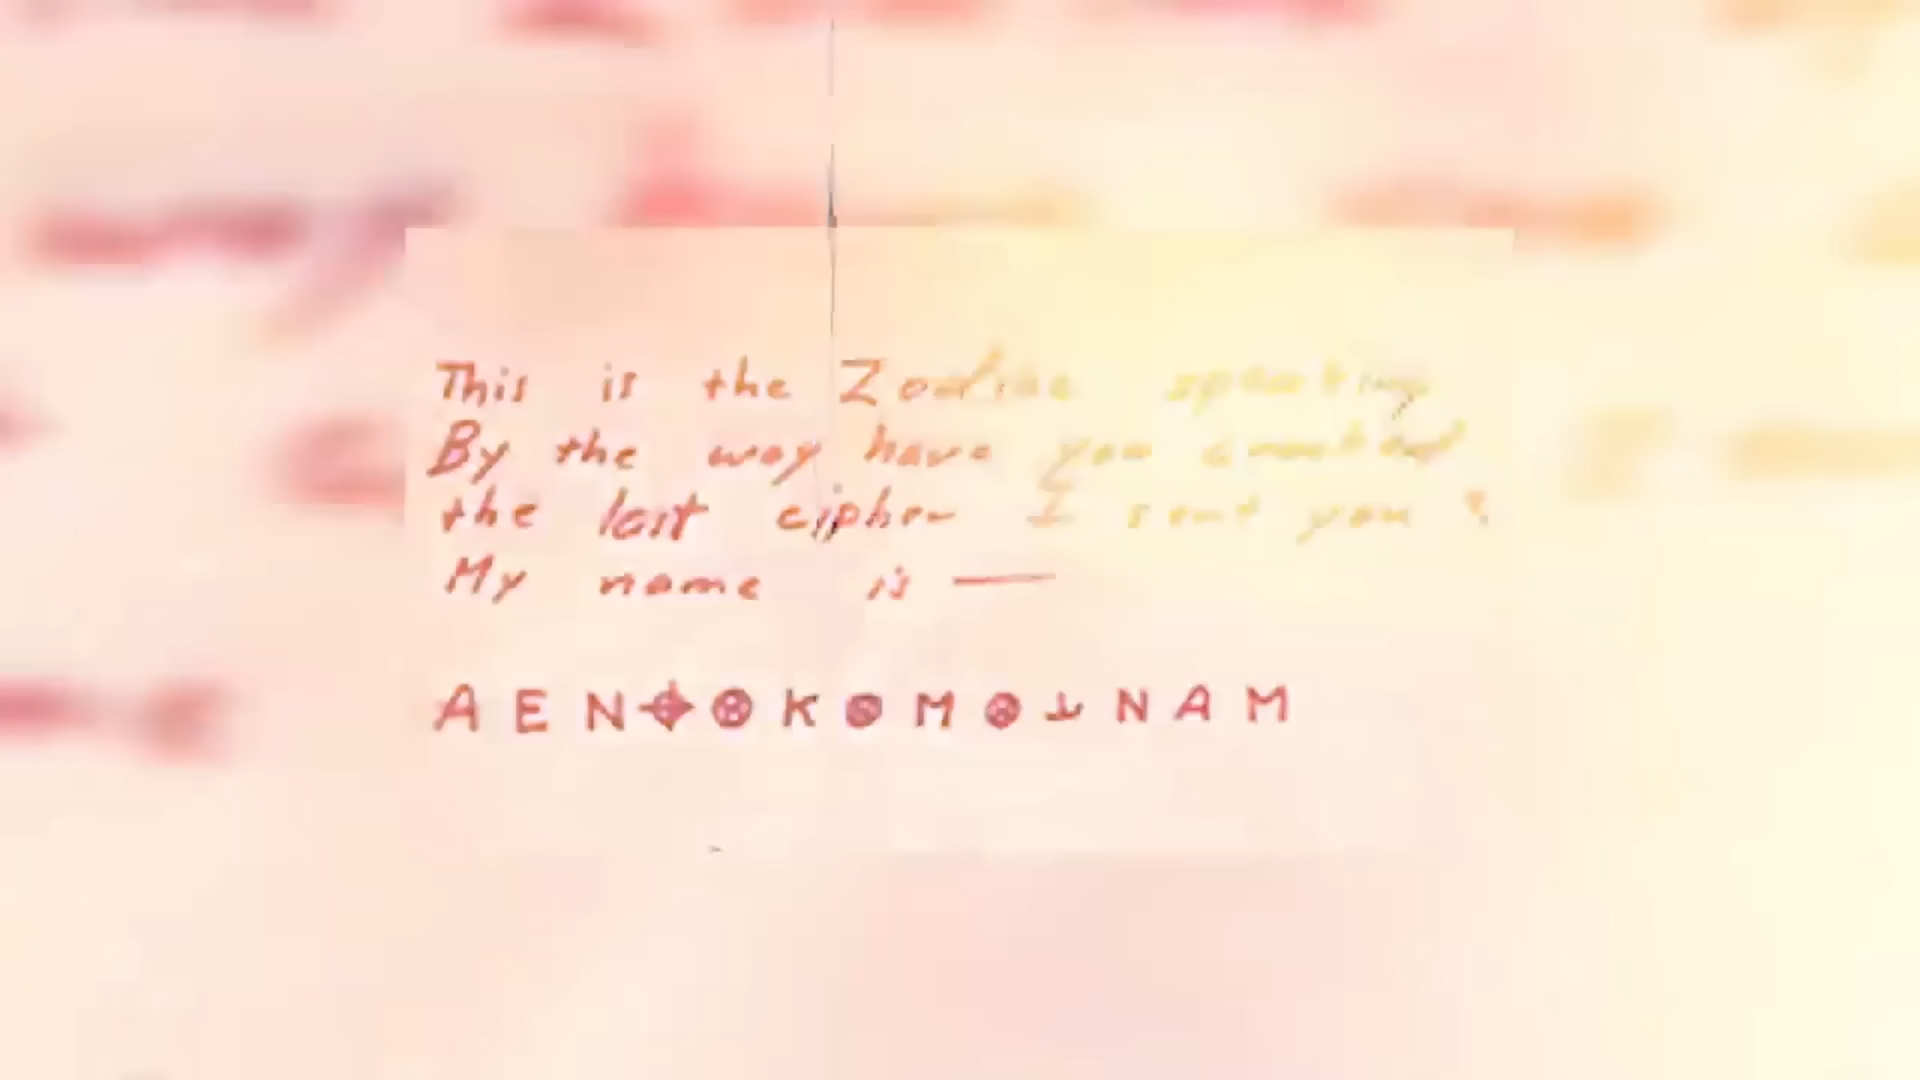 This is the Zodiac speaking
By the way have you cracked
the last cipher I sent you ?
My name is —
A E N ⌖ ⊗ K ⊗ M ⊗ N A M